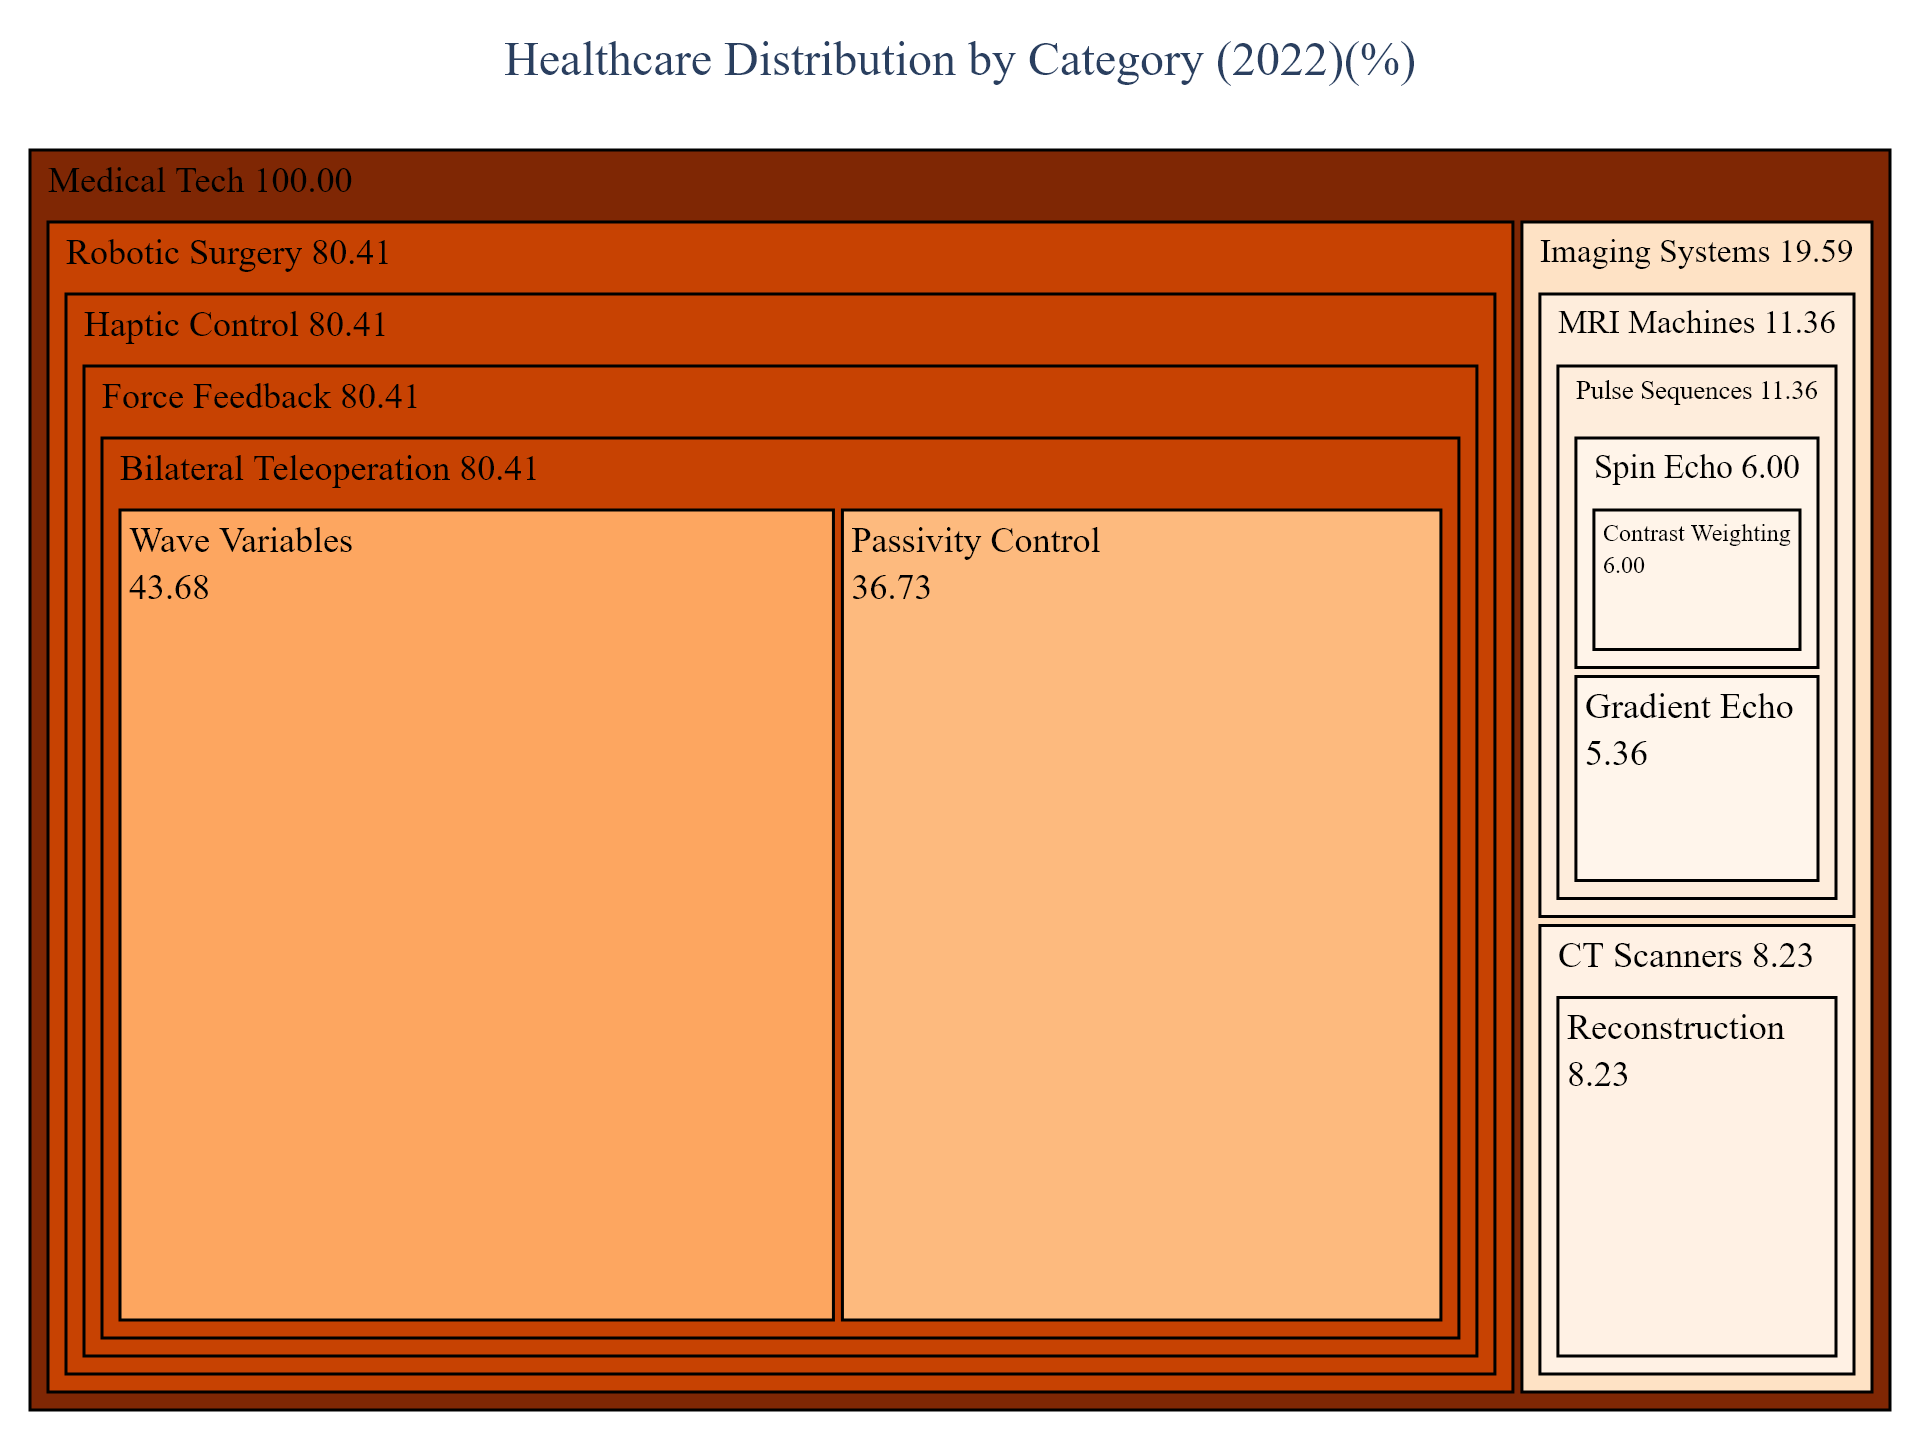 Healthcare Distribution by Category (2022)(%)
Medical Tech 100.00
Robotic Surgery 80.41
Haptic Control 80.41
Force Feedback 80.41
Bilateral Teleoperation 80.41
Wave Variables
43.68
Passivity Control
36.73
Imaging Systems 19.59
MRI Machines 11.36
Pulse Sequences 11.36
Spin Echo 6.00
Contrast Weighting
6.00
Gradient Echo
5.36
CT Scanners 8.23
Reconstruction
8.23